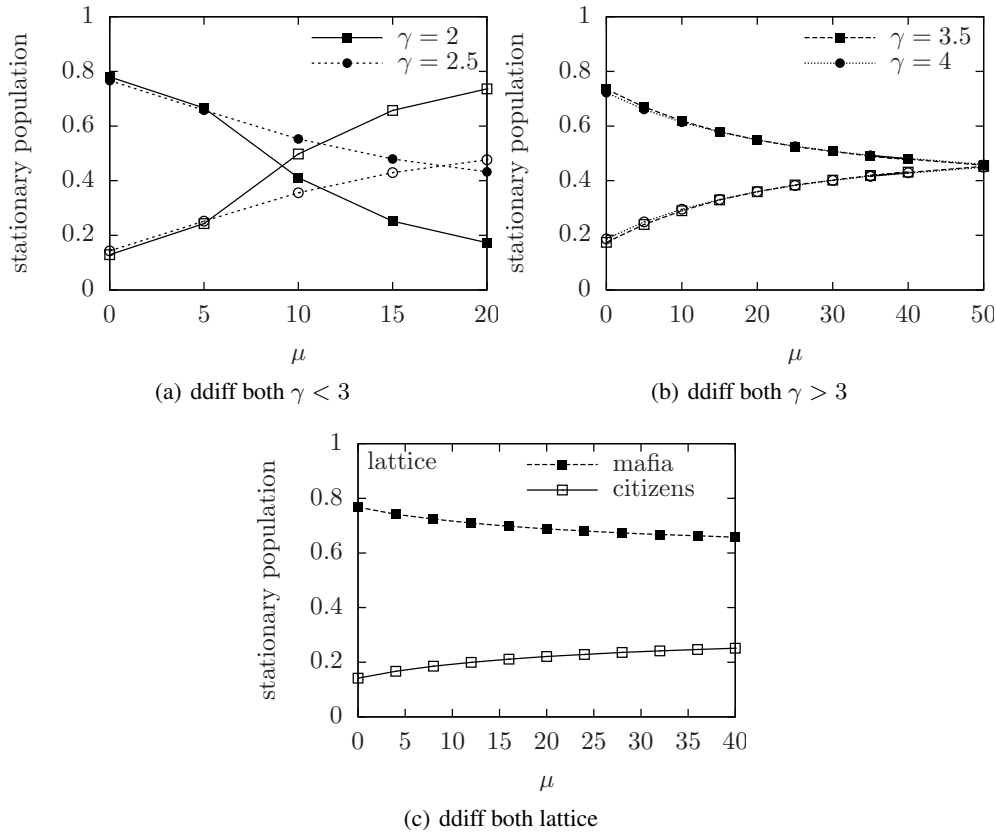 1
0.8
0.6
0.4
0.2
0
stationary population
0 5 10 15 20
μ
γ = 2
γ = 2.5
(a) ddiff both γ < 3
1
0.8
0.6
0.4
0.2
0
stationary population
0 10 20 30 40 50
μ
γ = 3.5
γ = 4
(b) ddiff both γ > 3
1
0.8
0.6
0.4
0.2
0
stationary population
0 5 10 15 20 25 30 35 40
μ
lattice
mafia
citizens
(c) ddiff both lattice